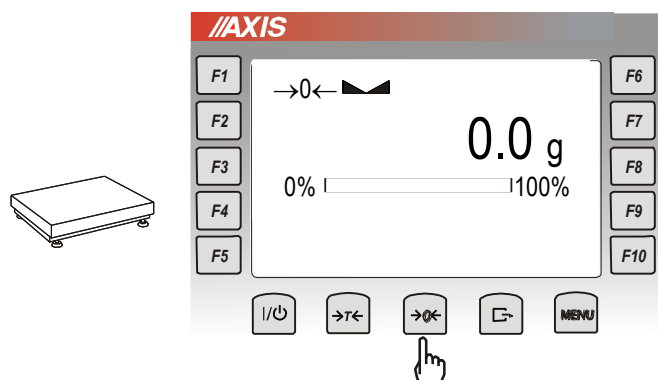 //AXIS
F1
F6
→0←
F2
F7
0.0 g
F3
F8
0% 100%
F4
F9
F5
F10
I/⏻ →T← →0← MENU